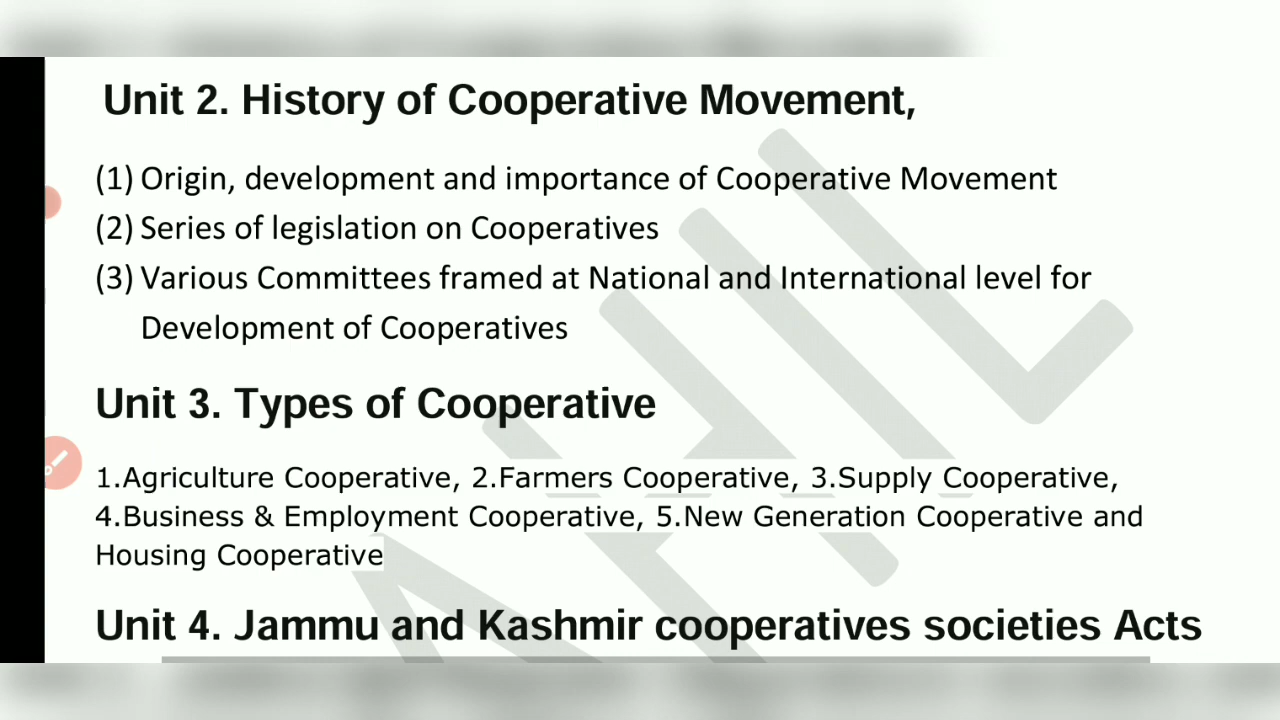 Unit 2. History of Cooperative Movement,
(1) Origin, development and importance of Cooperative Movement
(2) Series of legislation on Cooperatives
(3) Various Committees framed at National and International level for
Development of Cooperatives
Unit 3. Types of Cooperative
1.Agriculture Cooperative, 2.Farmers Cooperative, 3.Supply Cooperative,
4.Business & Employment Cooperative, 5.New Generation Cooperative and
Housing Cooperative
Unit 4. Jammu and Kashmir cooperatives societies Acts